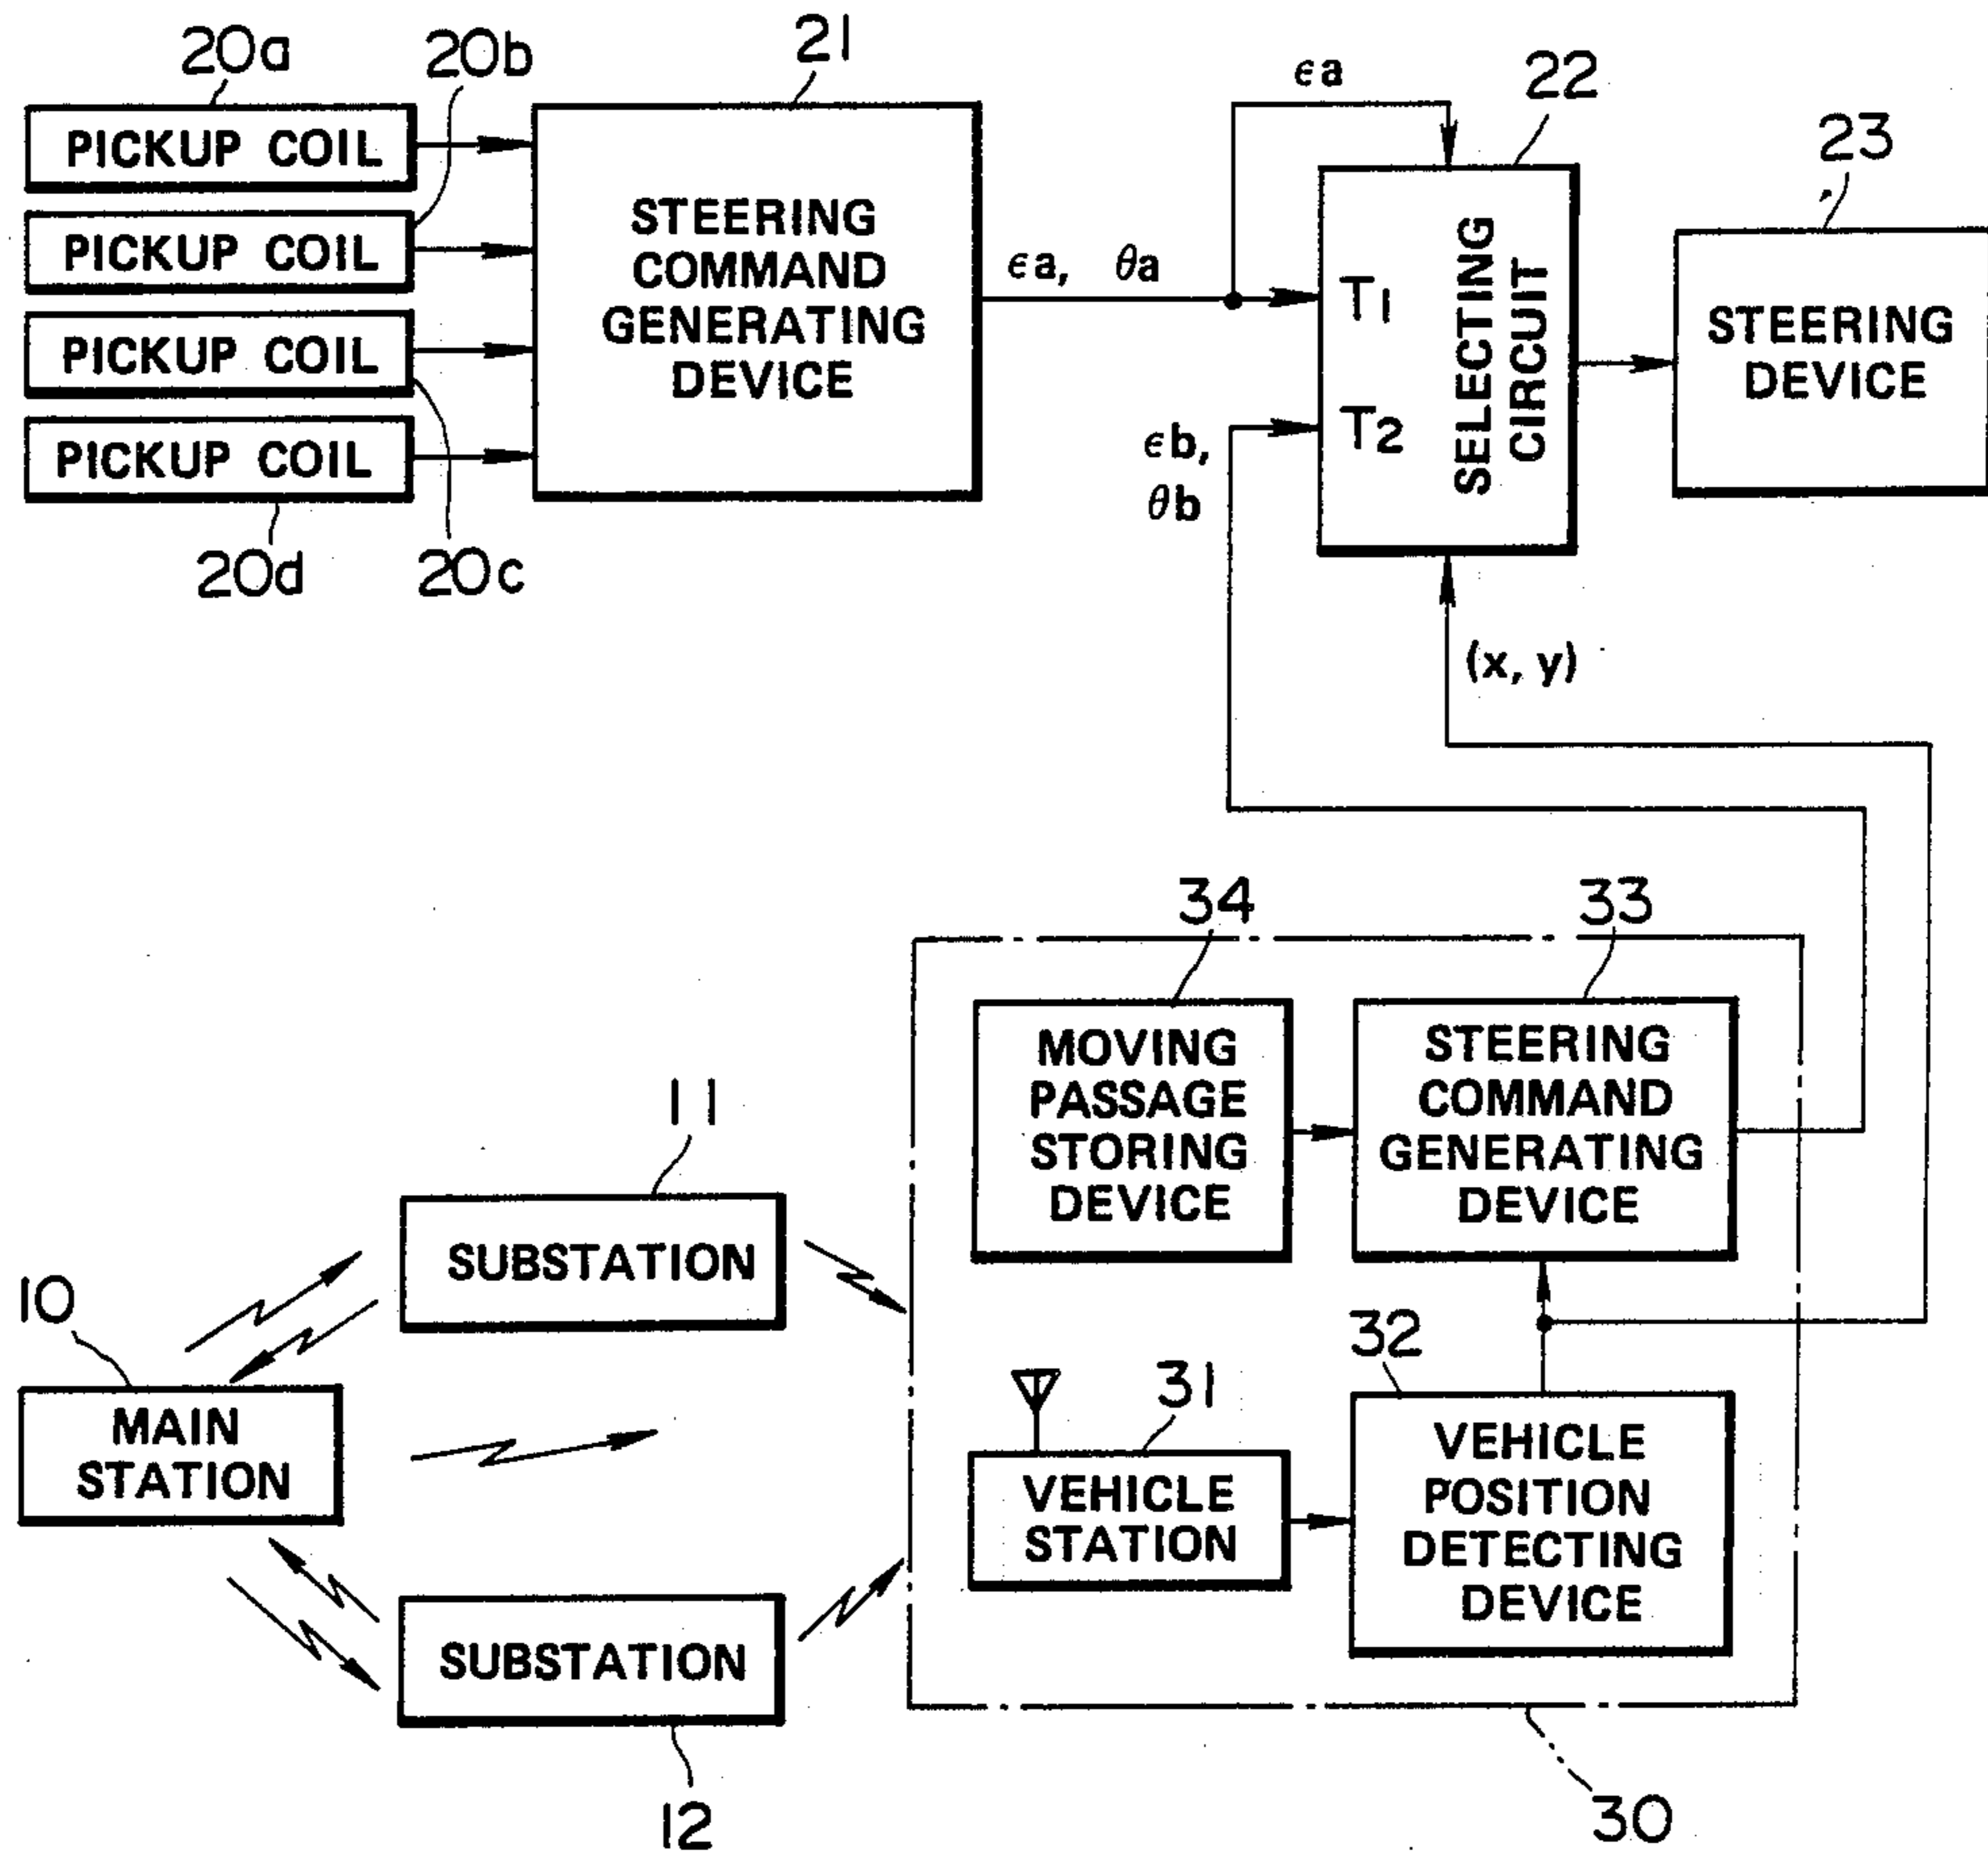 20a
20b
21
ϵa
22
23
PICKUP COIL
PICKUP COIL
PICKUP COIL
PICKUP COIL
20d
20c
STEERING
COMMAND
GENERATING
DEVICE
ϵa, θa
T1
T2
SELECTING
CIRCUIT
STEERING
DEVICE
ϵb,
θb
(x, y)
34
33
MOVING
PASSAGE
STORING
DEVICE
STEERING
COMMAND
GENERATING
DEVICE
11
SUBSTATION
10
MAIN
STATION
31
32
VEHICLE
STATION
VEHICLE
POSITION
DETECTING
DEVICE
SUBSTATION
12
30